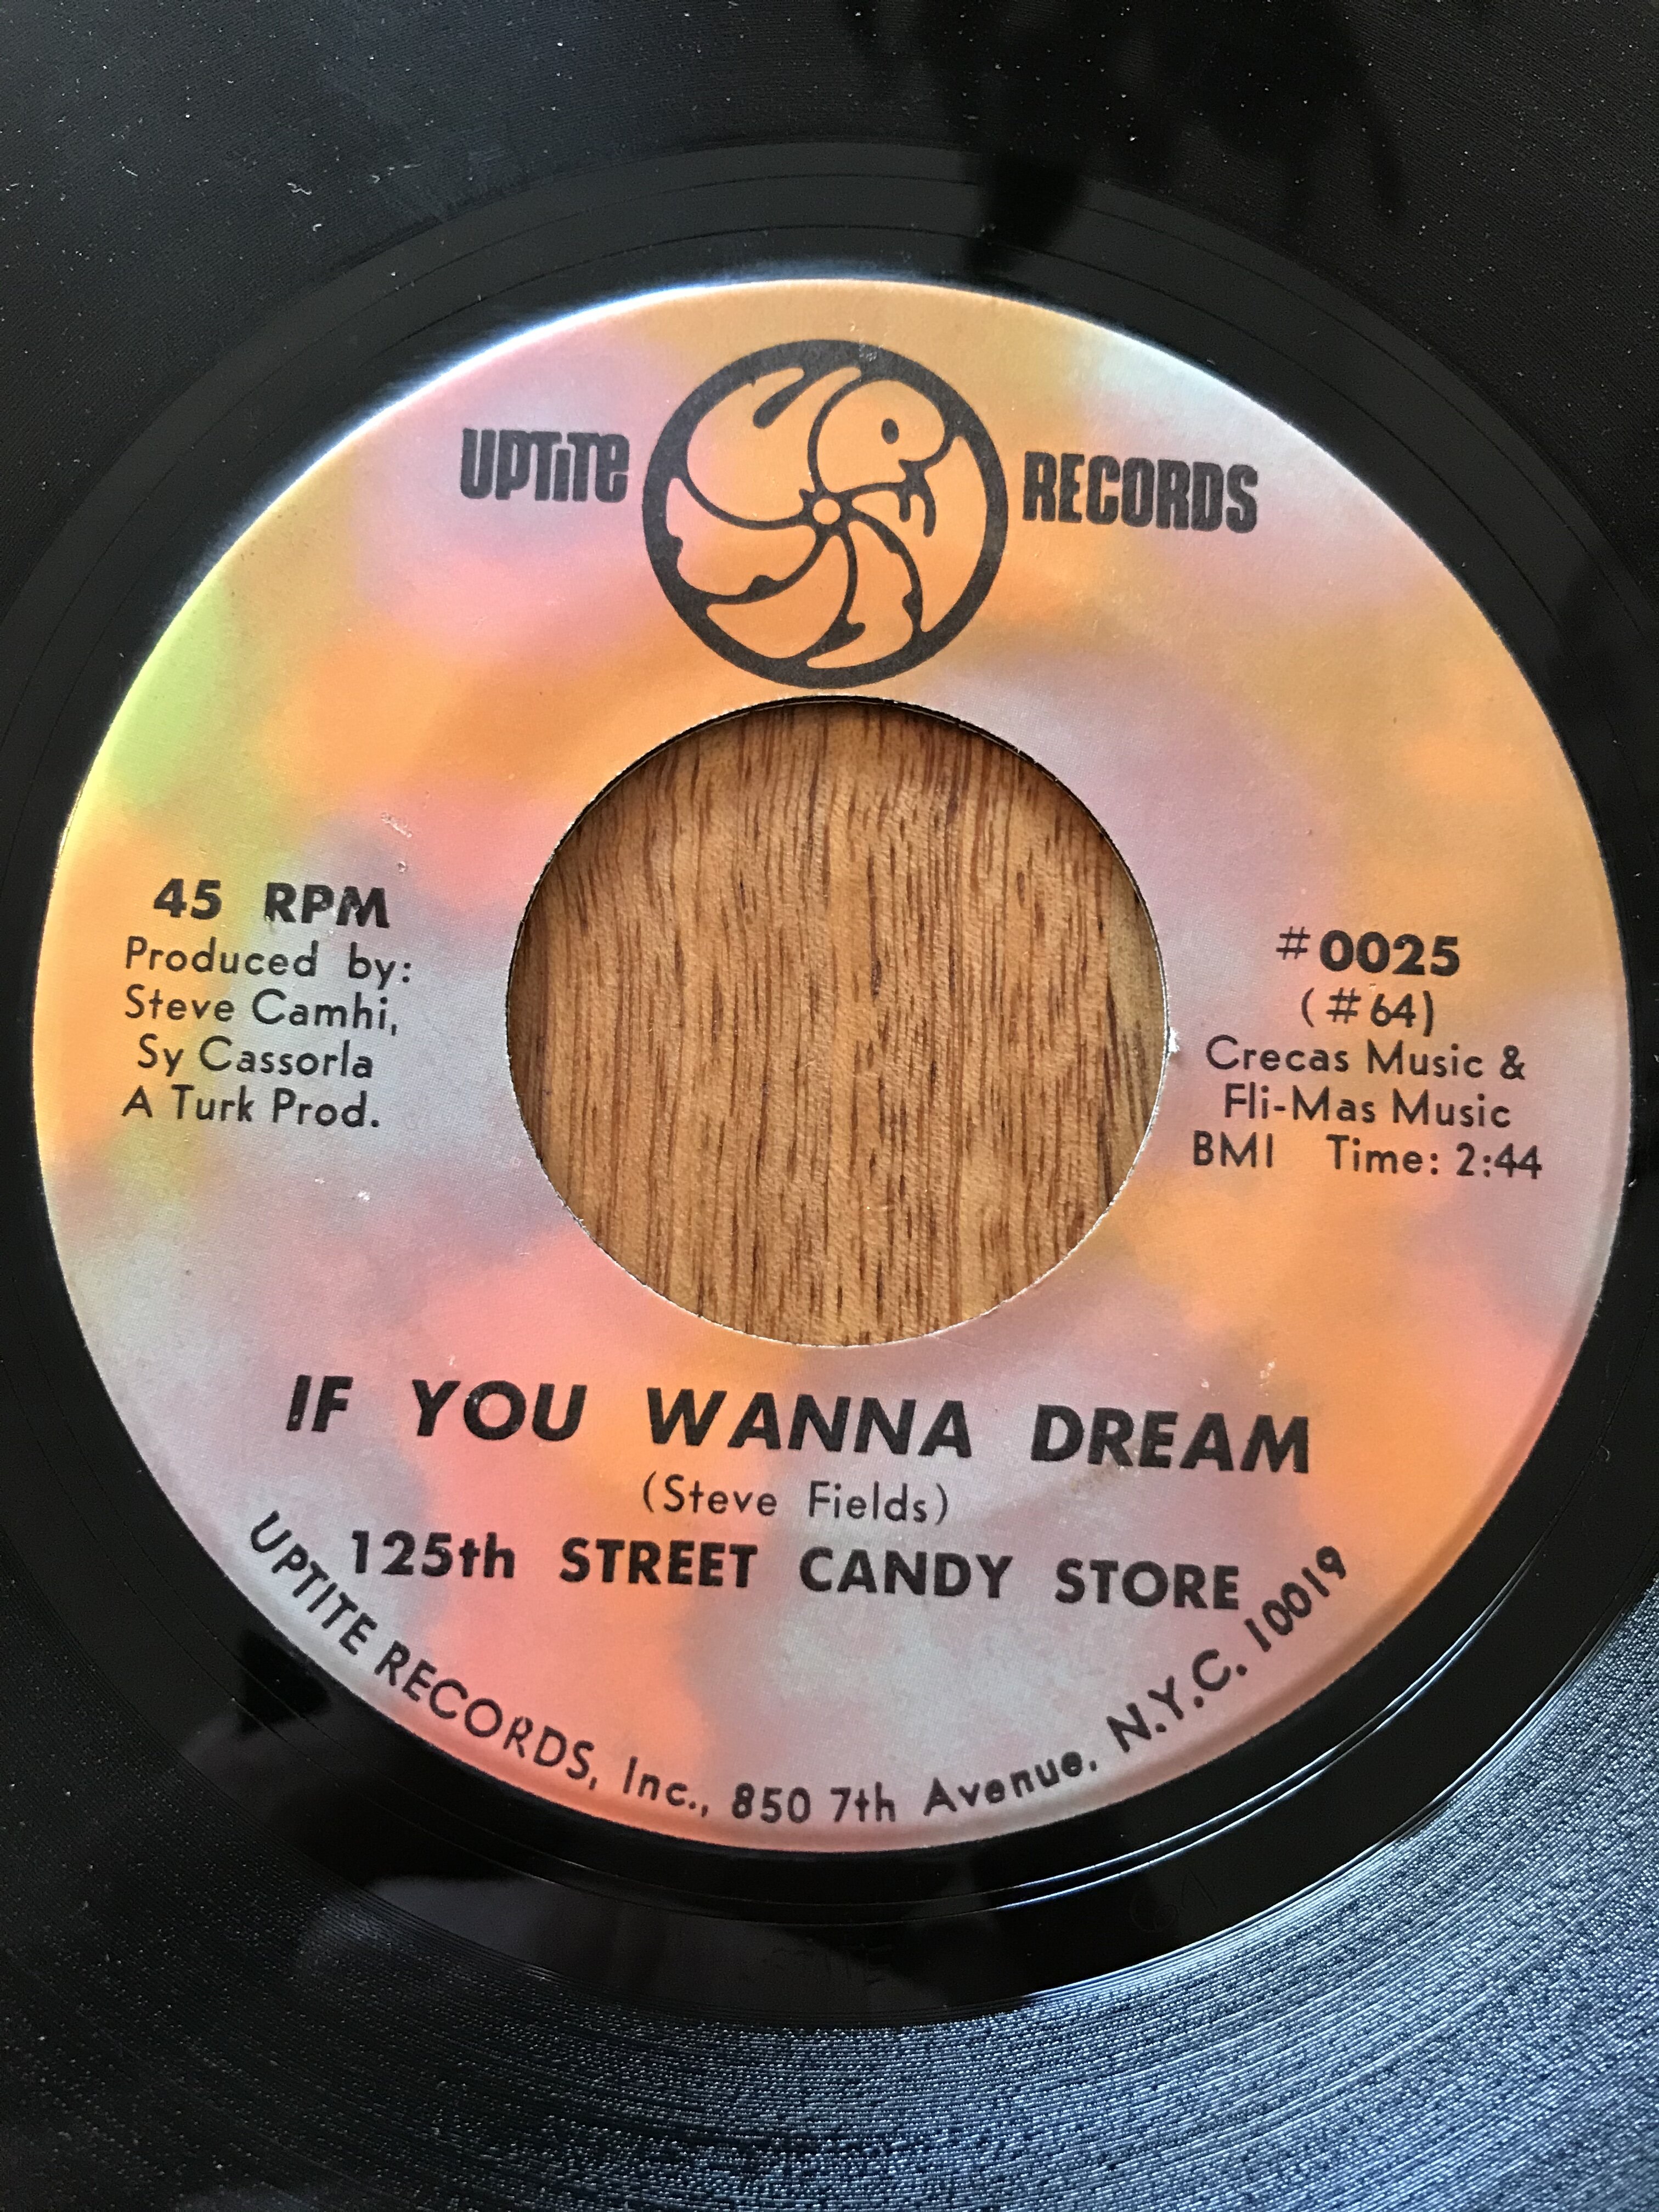 UPTITE RECORDS
45 RPM
Produced by:
Steve Camhi,
Sy Cassorla
A Turk Prod.
#0025
(#64)
Crecas Music &
Fli-Mas Music
BMI Time: 2:44
IF YOU WANNA DREAM
(Steve Fields)
125th STREET CANDY STORE
UPTITE RECORDS, Inc., 850 7th Avenue, N.Y.C. 10019